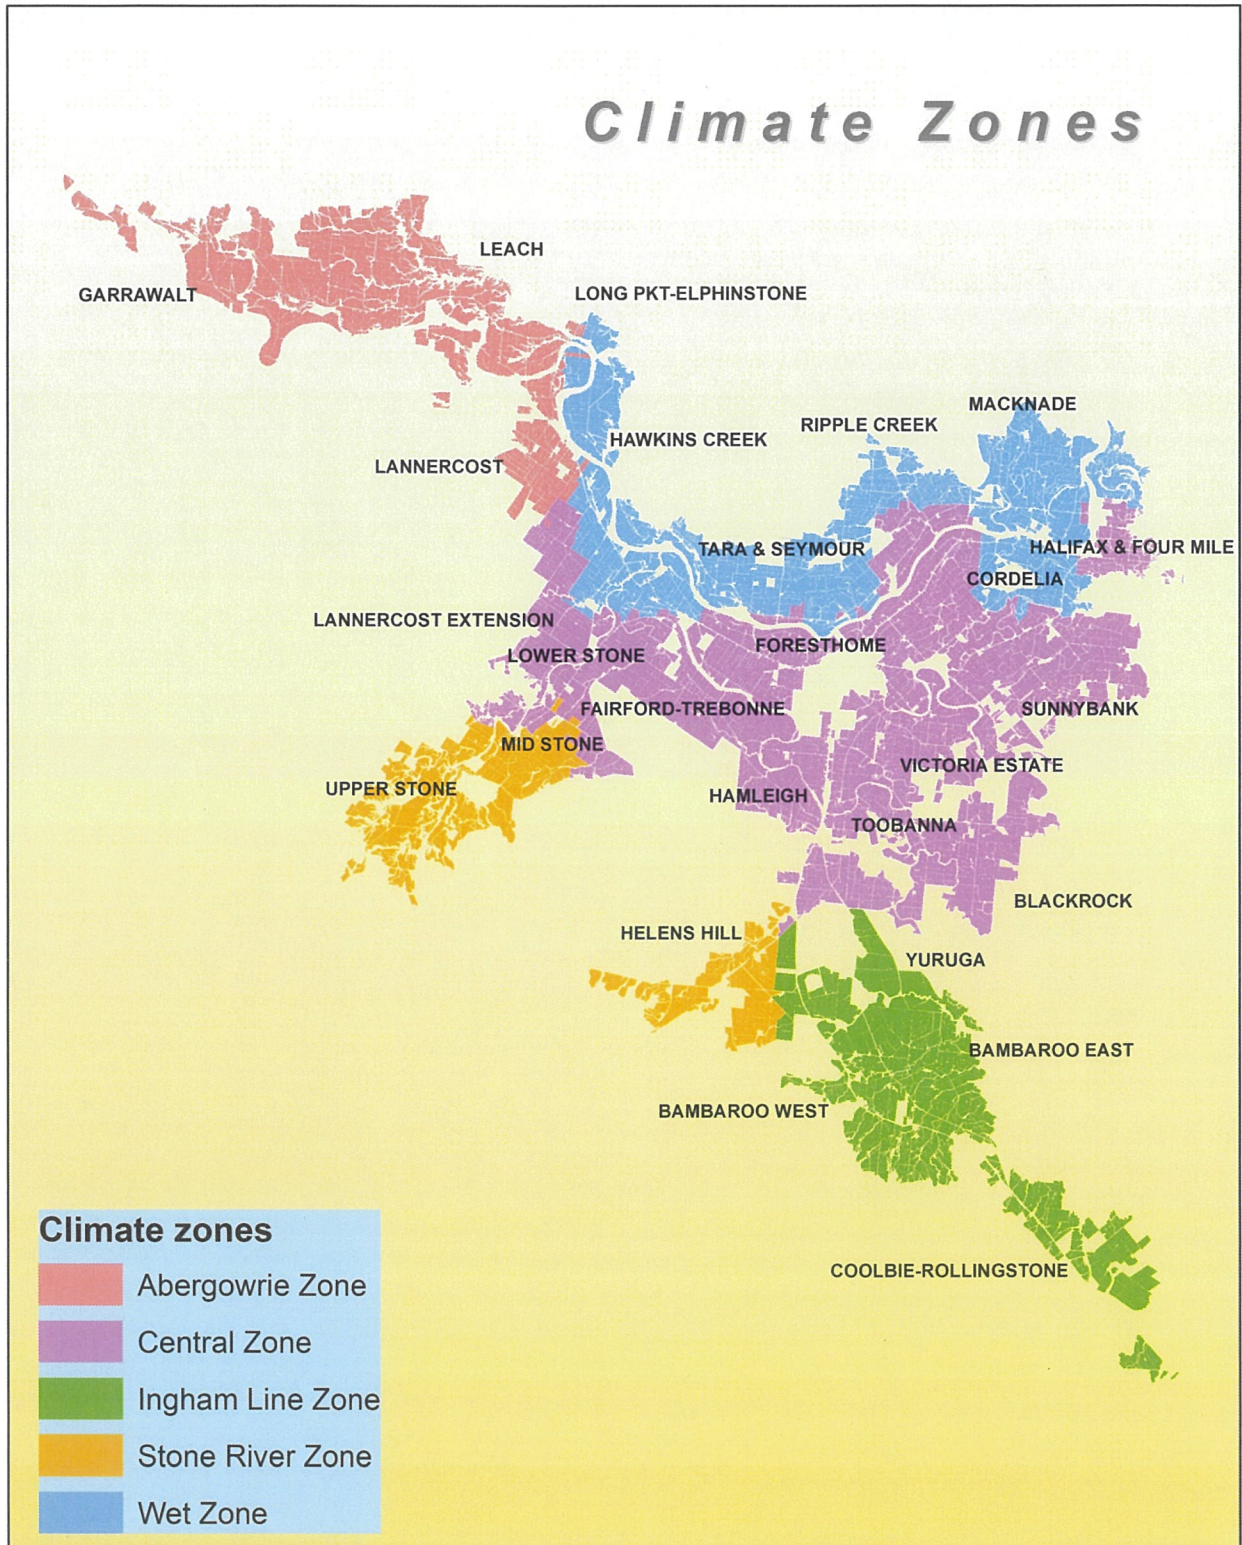 Climate Zones
LEACH
GARRAWALT
LONG PKT-ELPHINSTONE
MACKNADE
RIPPLE CREEK
HAWKINS CREEK
LANNERCOST
TARA & SEYMOUR
HALIFAX & FOUR MILE
CORDELIA
LANNERCOST EXTENSION
FORESTHOME
LOWER STONE
FAIRFORD-TREBONNE
SUNNYBANK
MID STONE
VICTORIA ESTATE
UPPER STONE
HAMLEIGH
TOOBANNA
BLACKROCK
HELENS HILL
YURUGA
BAMBAROO EAST
BAMBAROO WEST
COOLBIE-ROLLINGSTONE
Climate zones
Abergowrie Zone
Central Zone
Ingham Line Zone
Stone River Zone
Wet Zone